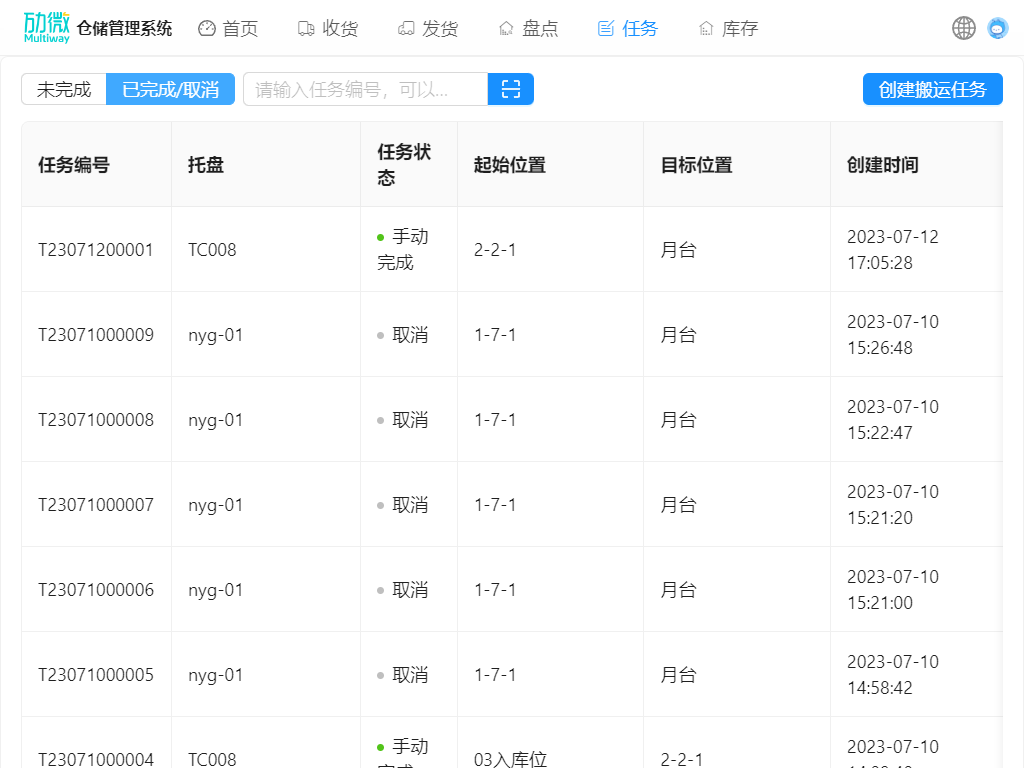 劢微 Multiway 仓储管理系统 首页 收货 发货 盘点 任务 库存
未完成 已完成/取消 请输入任务编号，可以... 创建搬运任务
任务编号 托盘 任务状态 起始位置 目标位置 创建时间
T23071200001 TC008 手动完成 2-2-1 月台 2023-07-12 17:05:28
T23071000009 nyg-01 取消 1-7-1 月台 2023-07-10 15:26:48
T23071000008 nyg-01 取消 1-7-1 月台 2023-07-10 15:22:47
T23071000007 nyg-01 取消 1-7-1 月台 2023-07-10 15:21:20
T23071000006 nyg-01 取消 1-7-1 月台 2023-07-10 15:21:00
T23071000005 nyg-01 取消 1-7-1 月台 2023-07-10 14:58:42
T23071000004 TC008 手动 03入库位 2-2-1 2023-07-10